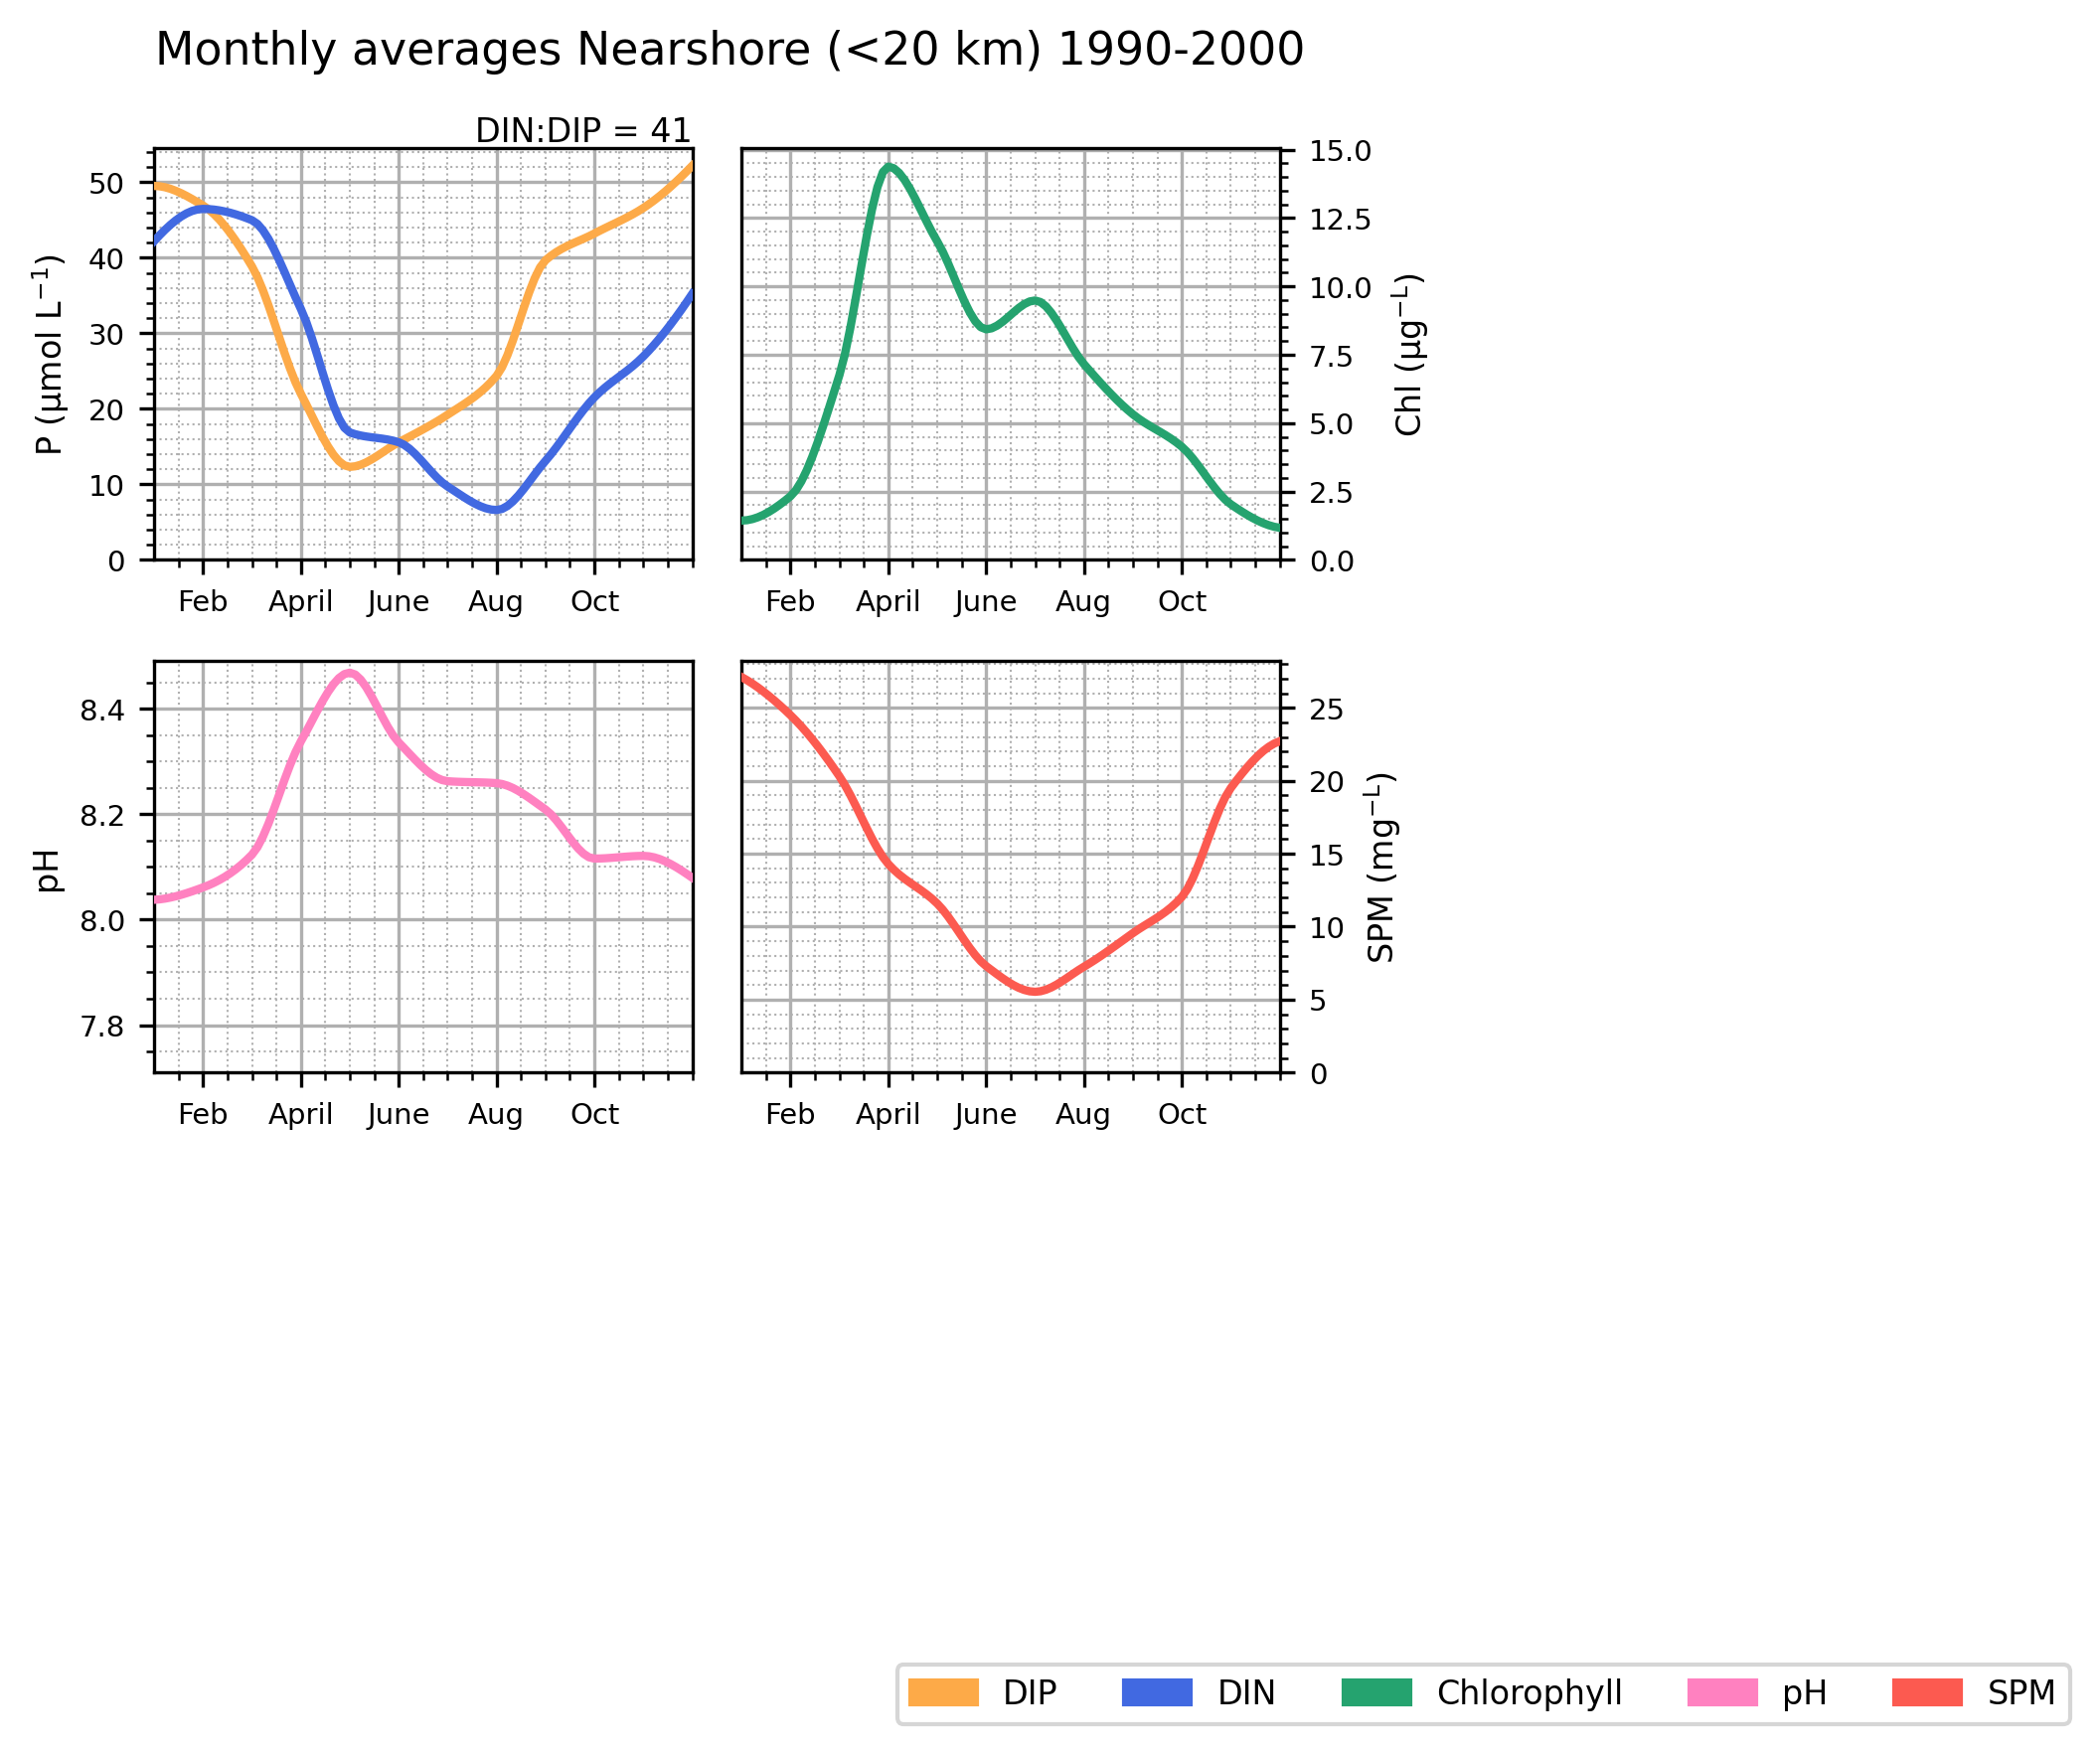 Monthly averages Nearshore (<20 km) 1990-2000
DIN:DIP = 41
P (µmol L⁻¹)
50
40
30
20
10
0
Feb April June Aug Oct
15.0
12.5
10.0
7.5
5.0
2.5
0.0
Chl (µg⁻ᴸ)
Feb April June Aug Oct
pH
8.4
8.2
8.0
7.8
Feb April June Aug Oct
25
20
15
10
5
0
SPM (mg⁻ᴸ)
Feb April June Aug Oct
DIP DIN Chlorophyll pH SPM